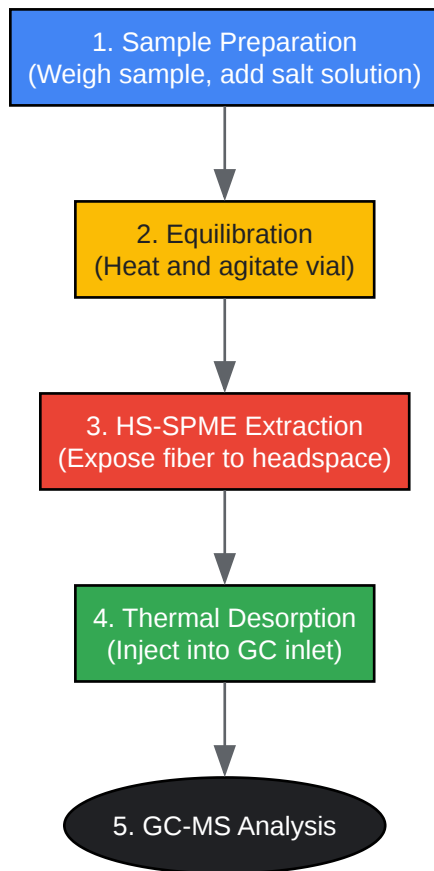 1. Sample Preparation
(Weigh sample, add salt solution)
2. Equilibration
(Heat and agitate vial)
3. HS-SPME Extraction
(Expose fiber to headspace)
4. Thermal Desorption
(Inject into GC inlet)
5. GC-MS Analysis